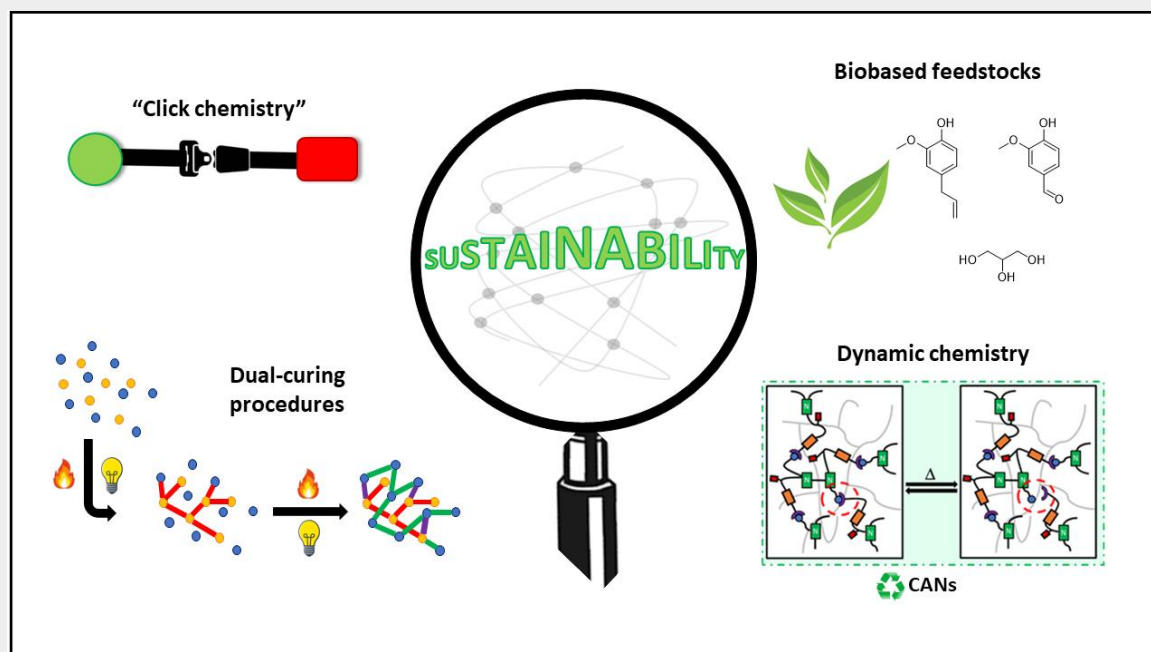 “Click chemistry”
SUSTAINABILITY
Biobased feedstocks
OH
O
OH
O
O
HO
OH
OH
Dual-curing
procedures
Dynamic chemistry
N
N
N
N
N
Δ
N
N
N
N
N
CANs